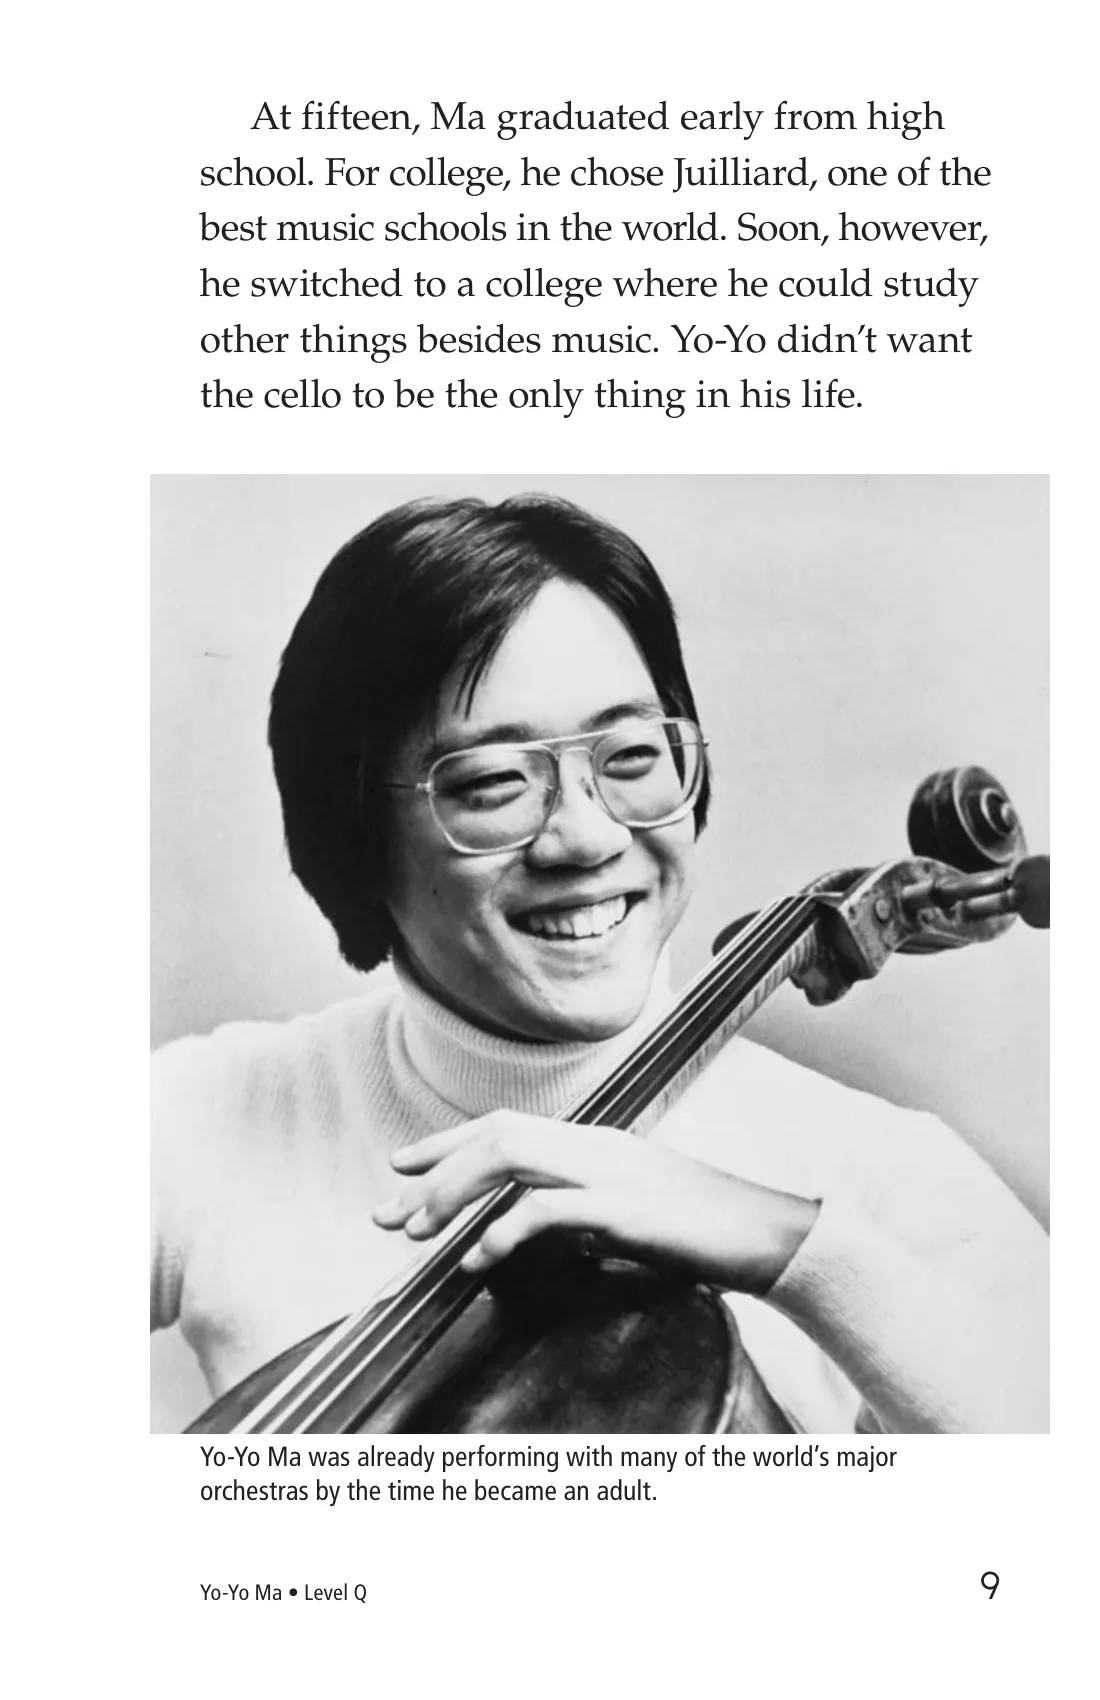 At fifteen, Ma graduated early from high
school. For college, he chose Juilliard, one of the
best music schools in the world. Soon, however,
he switched to a college where he could study
other things besides music. Yo-Yo didn’t want
the cello to be the only thing in his life.
Yo-Yo Ma was already performing with many of the world’s major
orchestras by the time he became an adult.
Yo-Yo Ma • Level Q
9